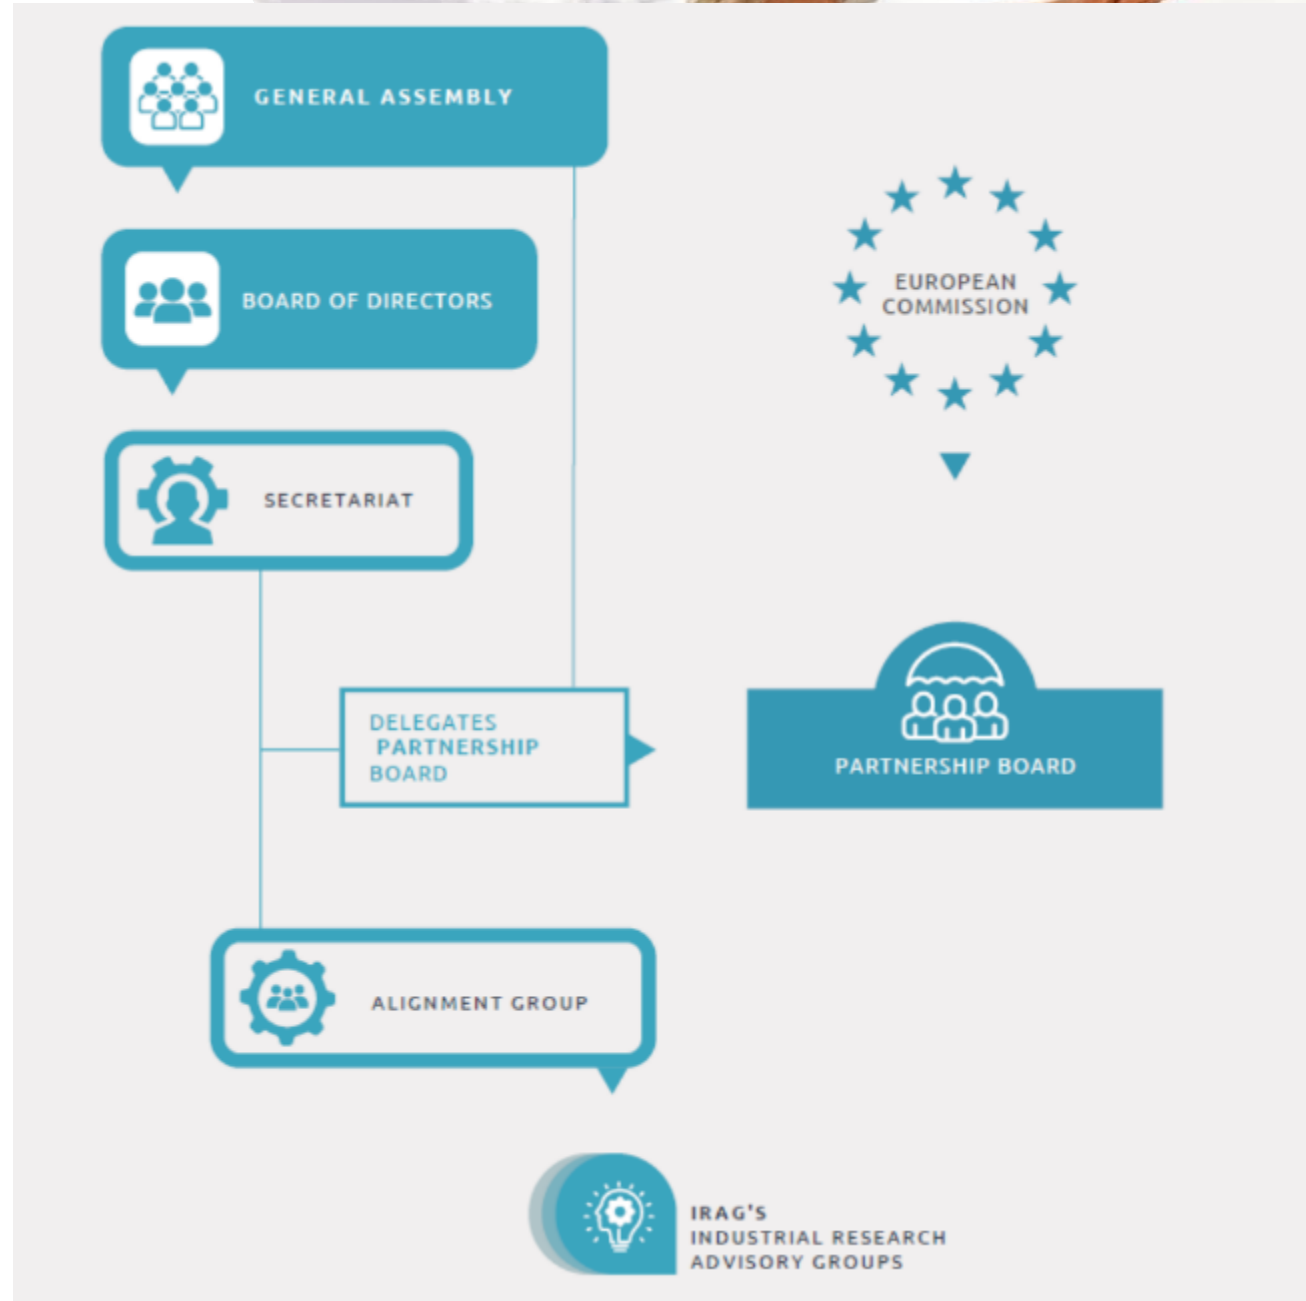 GENERAL ASSEMBLY
BOARD OF DIRECTORS
EUROPEAN
COMMISSION
SECRETARIAT
DELEGATES
PARTNERSHIP
BOARD
PARTNERSHIP BOARD
ALIGNMENT GROUP
IRAG'S
INDUSTRIAL RESEARCH
ADVISORY GROUPS